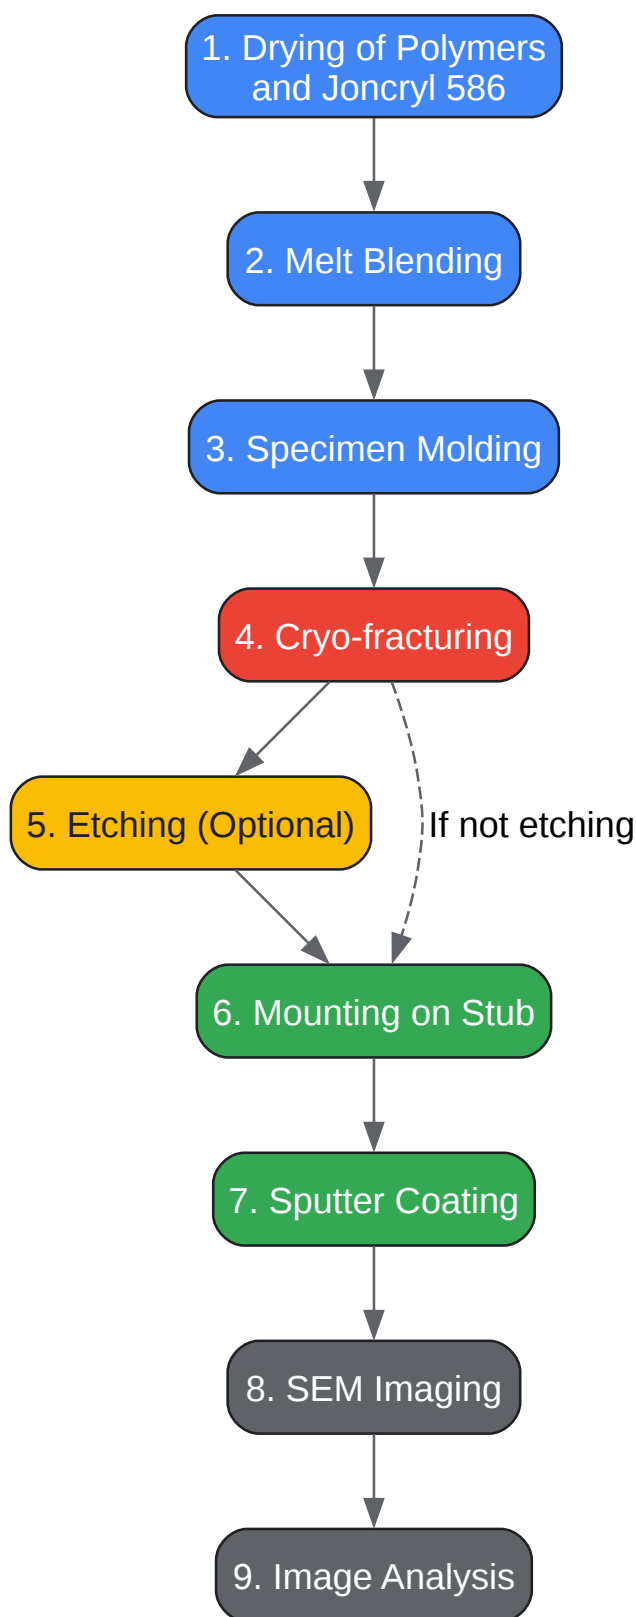 1. Drying of Polymers
and Joncryl 586
2. Melt Blending
3. Specimen Molding
4. Cryo-fracturing
5. Etching (Optional)
If not etching
6. Mounting on Stub
7. Sputter Coating
8. SEM Imaging
9. Image Analysis